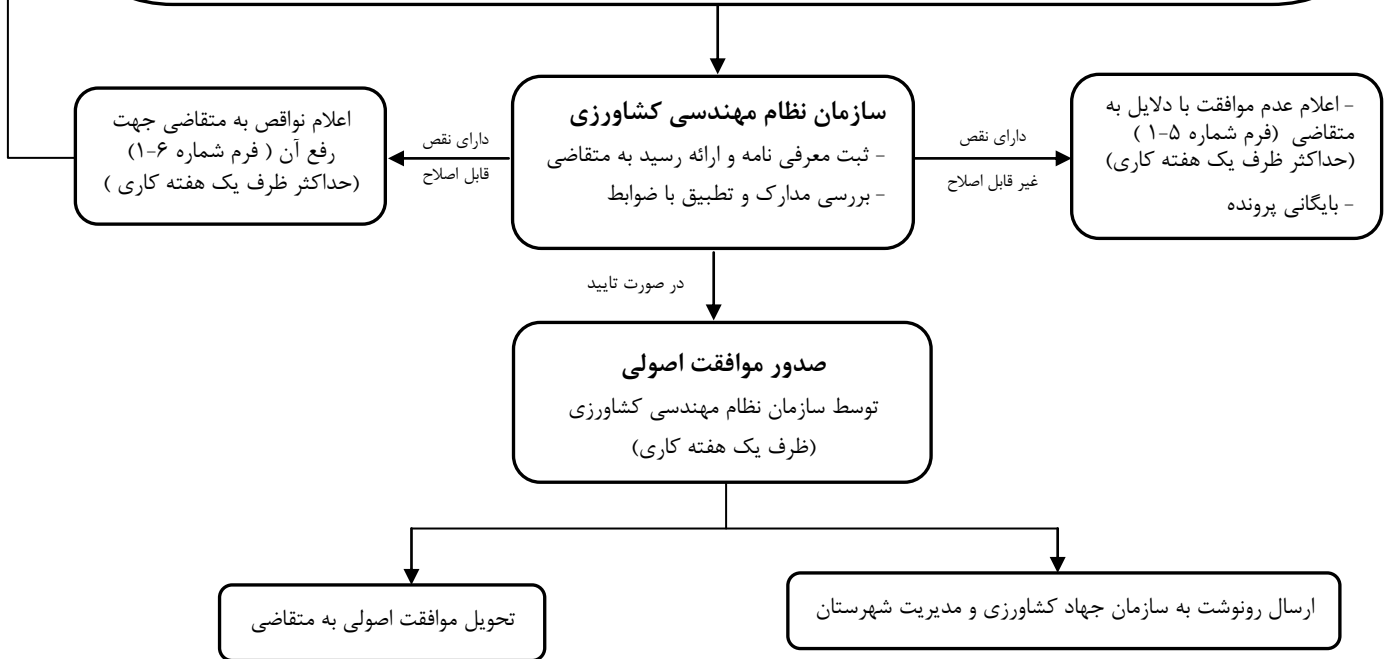 سازمان نظام مهندسی کشاورزی
- ثبت معرفی نامه و ارائه رسید به متقاضی
- بررسی مدارک و تطبیق با ضوابط
دارای نقص
غیر قابل اصلاح
- اعلام عدم موافقت با دلایل به
متقاضی (فرم شماره ۵-۱ )
(حداکثر ظرف یک هفته کاری)
- بایگانی پرونده
دارای نقص
قابل اصلاح
اعلام نواقص به متقاضی جهت
رفع آن ( فرم شماره ۶-۱)
(حداکثر ظرف یک هفته کاری )
در صورت تایید
صدور موافقت اصولی
توسط سازمان نظام مهندسی کشاورزی
(ظرف یک هفته کاری)
ارسال رونوشت به سازمان جهاد کشاورزی و مدیریت شهرستان
تحویل موافقت اصولی به متقاضی